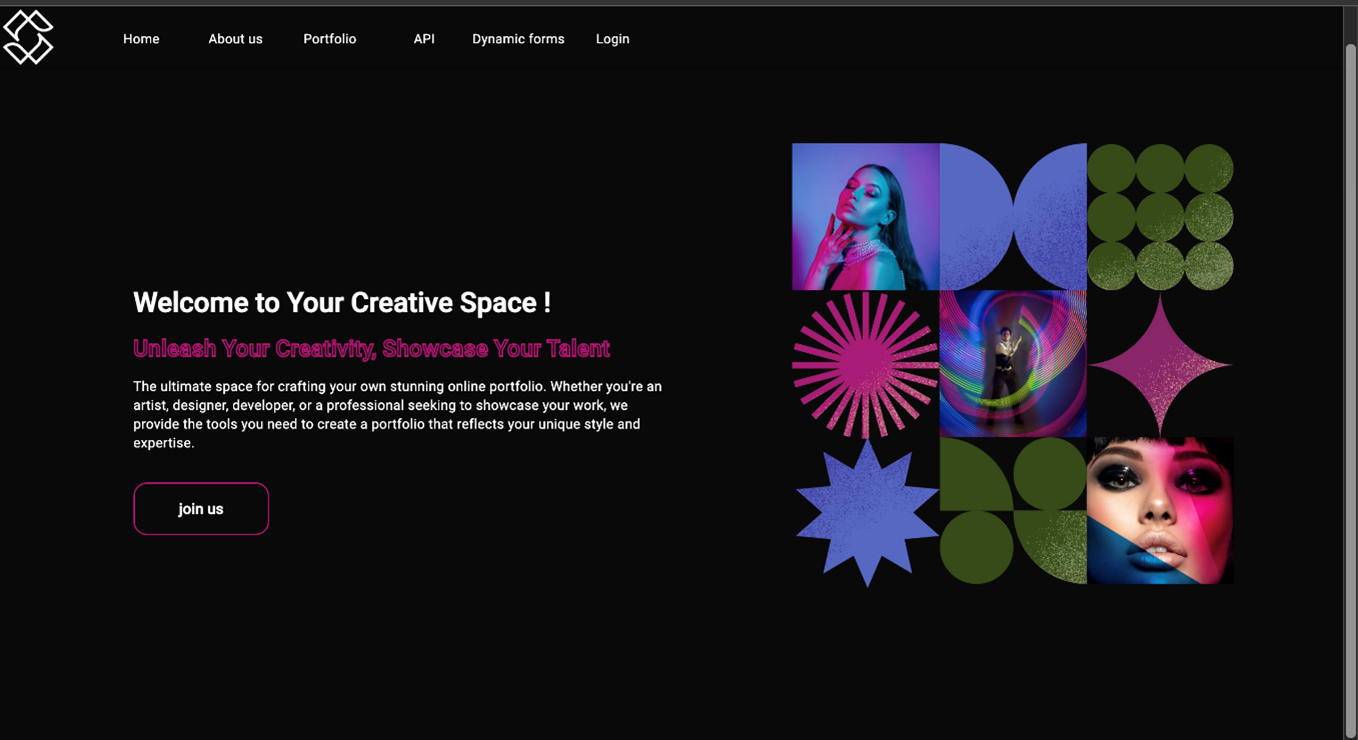 Home About us Portfolio API Dynamic forms Login
Welcome to Your Creative Space !
Unleash Your Creativity, Showcase Your Talent
The ultimate space for crafting your own stunning online portfolio. Whether you're an
artist, designer, developer, or a professional seeking to showcase your work, we
provide the tools you need to create a portfolio that reflects your unique style and
expertise.
join us